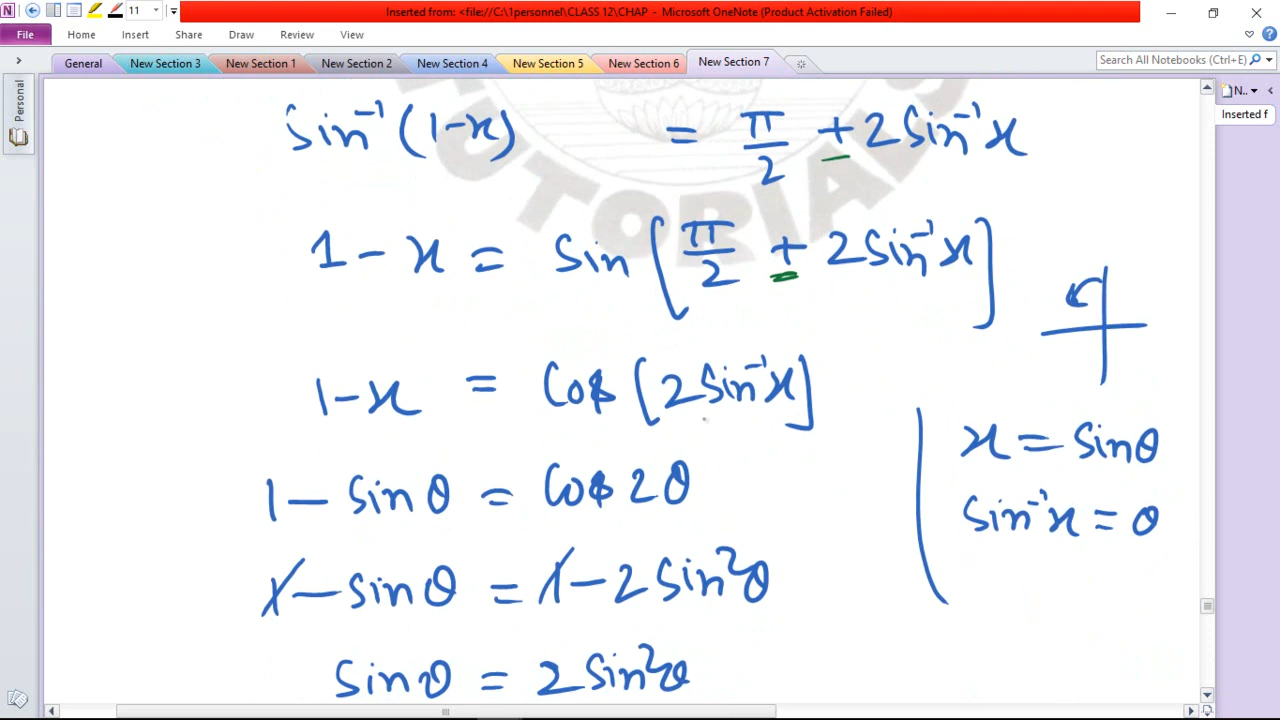 Inserted from: <file://C:\1personnel\CLASS 12\CHAP - Microsoft OneNote (Product Activation Failed)
11
File Home Insert Share Draw Review View
General New Section 3 New Section 1 New Section 2 New Section 4 New Section 5 New Section 6 New Section 7
Search All Notebooks (Ctrl+E)
N..
Personal
Inserted f
TUTORIALS
Sin⁻¹(1-x) = π/2 + 2Sin⁻¹x
1 - x = Sin[π/2 + 2Sin⁻¹x]
1-x = Cos[2Sin⁻¹x]
x = Sinθ
1 - Sinθ = Cos2θ
Sin⁻¹x = θ
1 - Sinθ = 1 - 2Sin²θ
Sinθ = 2Sin²θ